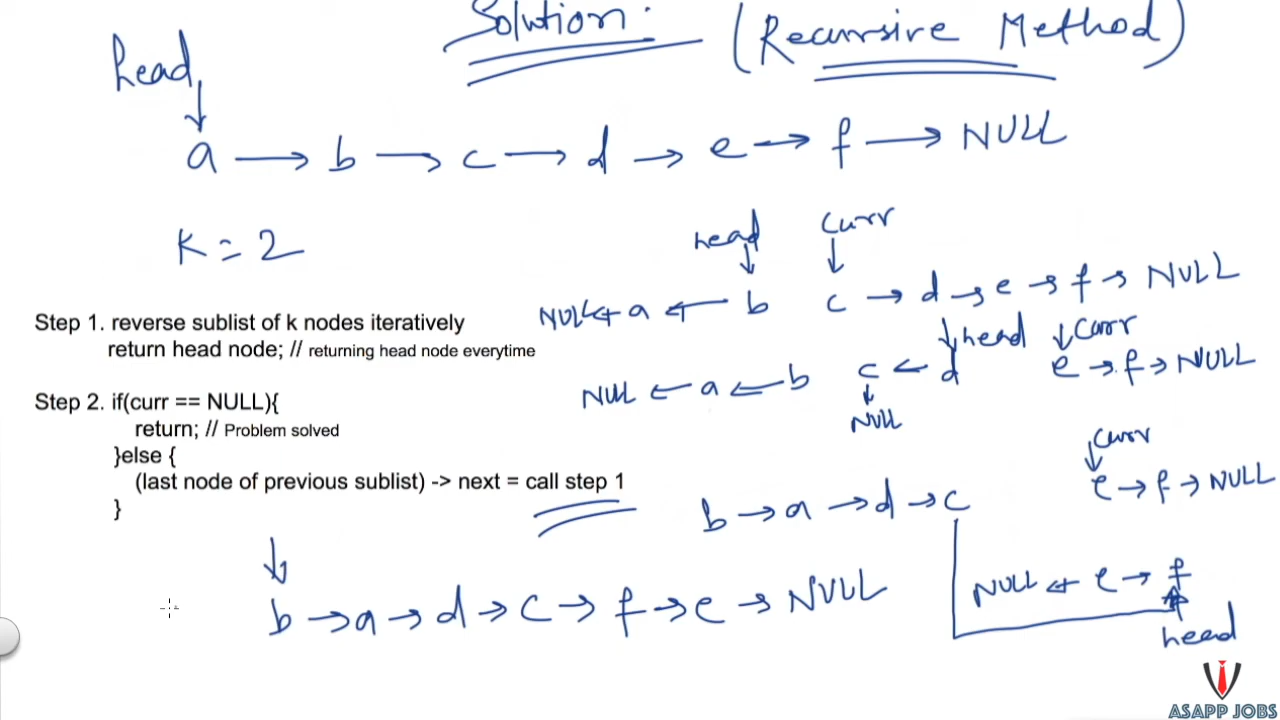 Solution. (Recursive Method)
head
a → b → c → d → e → f → NULL
K = 2
head curr
NULL ← a ← b c → d → e → f → NULL
Step 1. reverse sublist of k nodes iteratively
return head node; // returning head node everytime
head curr
NULL ← a ← b c ← d e → f → NULL
NULL
Step 2. if(curr == NULL){
return; // Problem solved
}else {
(last node of previous sublist) -> next = call step 1
}
curr
e → f → NULL
b → a → d → c
NULL ← e → f
head
b → a → d → c → f → e → NULL
ASAPP JOBS